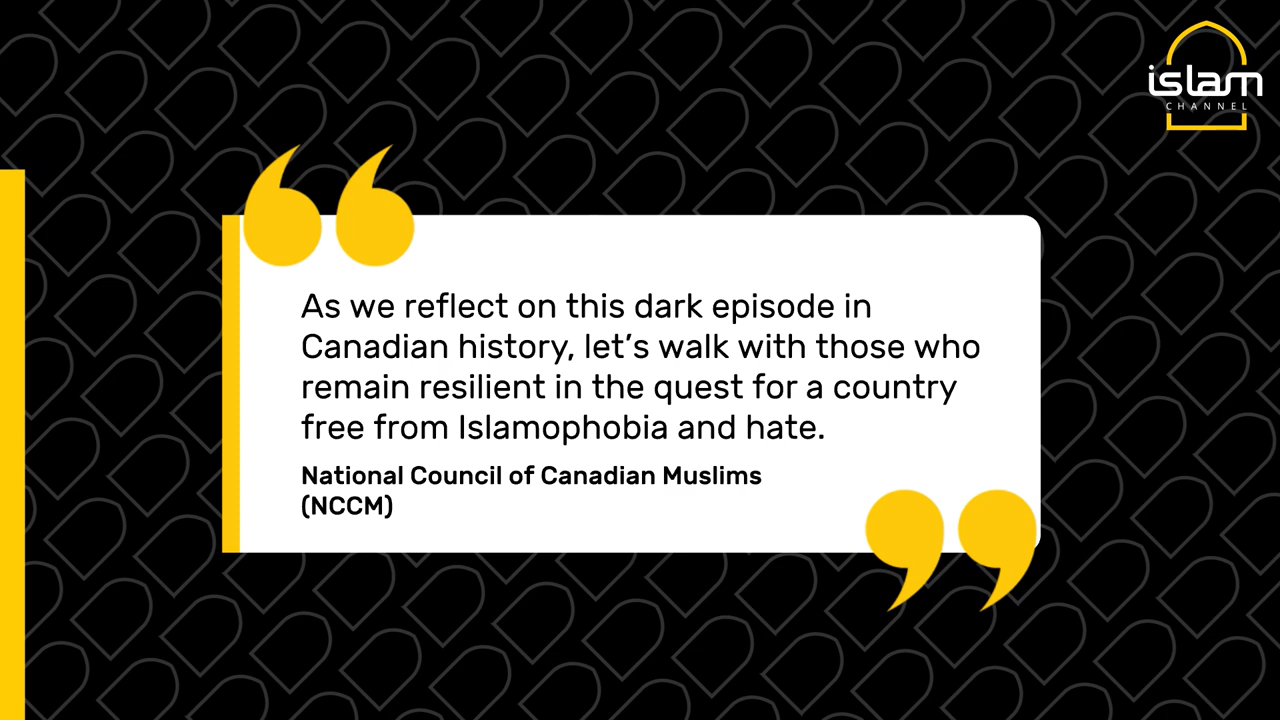 islam
CHANNEL
As we reflect on this dark episode in
Canadian history, let’s walk with those who
remain resilient in the quest for a country
free from Islamophobia and hate.
National Council of Canadian Muslims
(NCCM)